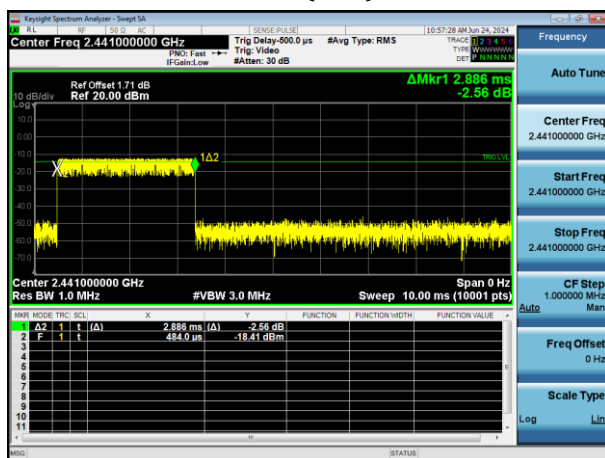 Keysight Spectrum Analyzer - Swept SA
RL RF 50 Ω AC SENSE:PULSE 10:57:28 AM Jun 24, 2024
Center Freq 2.441000000 GHz
PNO: Fast
IFGain:Low
Trig Delay-500.0 µs
Trig: Video
#Atten: 30 dB
#Avg Type: RMS
TRACE 1 2 3 4 5 6
TYPE WWWWWW
DET P N N N N N
ΔMkr1 2.886 ms
-2.56 dB
Ref Offset 1.71 dB
10 dB/div Ref 20.00 dBm
Log
10.0
0.00
-10.0
-20.0
-30.0
-40.0
-50.0
-60.0
-70.0
1Δ2
TRIG LVL
Center 2.441000000 GHz Span 0 Hz
Res BW 1.0 MHz #VBW 3.0 MHz Sweep 10.00 ms (10001 pts)
MKR MODE TRC SCL X Y FUNCTION FUNCTION WIDTH FUNCTION VALUE
1 Δ2 1 t (Δ) 2.886 ms (Δ) -2.56 dB
2 F 1 t 484.0 µs -18.41 dBm
3
4
5
6
7
8
9
10
11
MSG STATUS
Frequency
Auto Tune
Center Freq
2.441000000 GHz
Start Freq
2.441000000 GHz
Stop Freq
2.441000000 GHz
CF Step
1.000000 MHz
Auto Man
Freq Offset
0 Hz
Scale Type
Log Lin